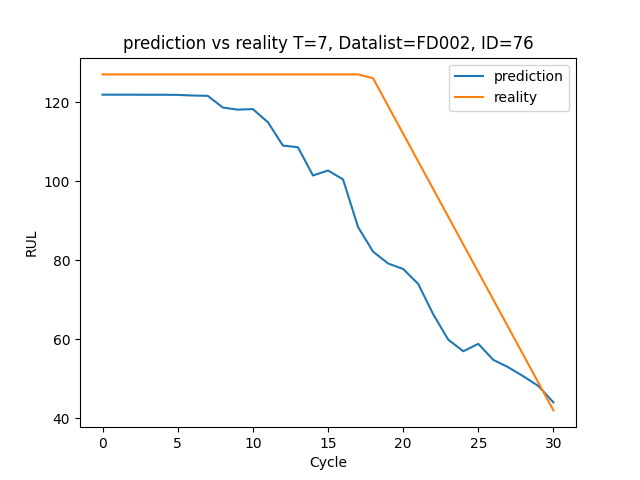 prediction vs reality T=7, Datalist=FD002, ID=76
prediction
reality
RUL
120
100
80
60
40
0 5 10 15 20 25 30
Cycle